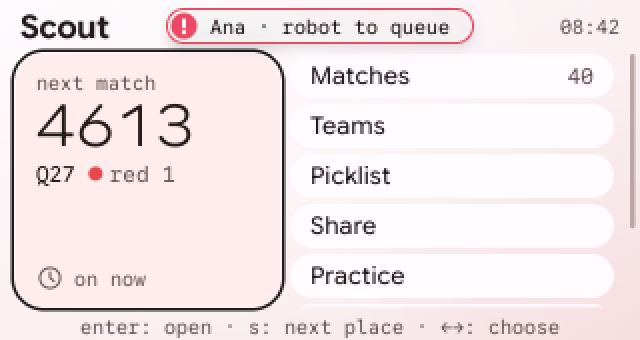 Scout
Ana · robot to queue
08:42
next match
4613
Q27 red 1
on now
Matches 40
Teams
Picklist
Share
Practice
enter: open · s: next place · ↔: choose